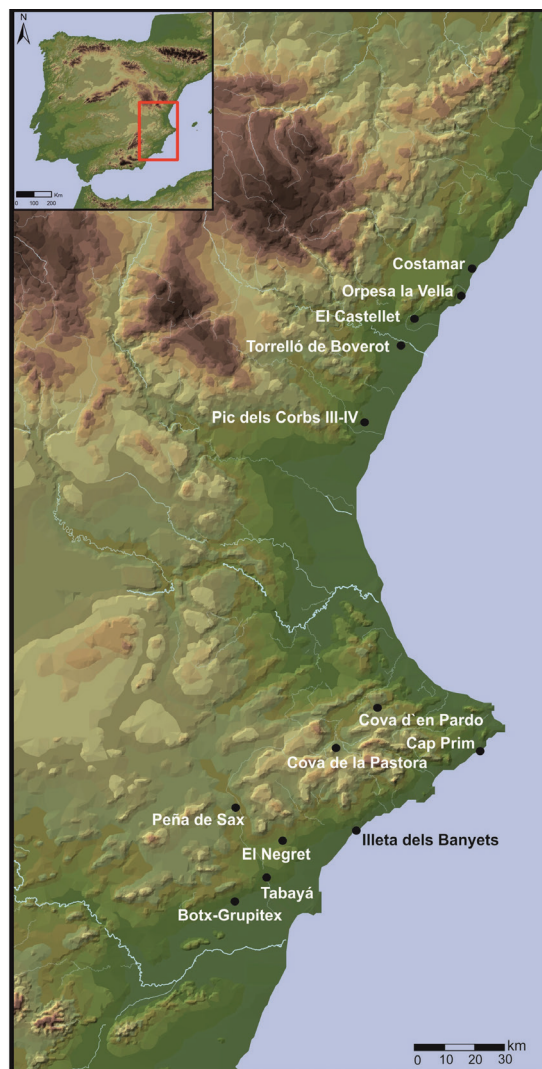 N
Km
0 100 200
Costamar
Orpesa la Vella
El Castellet
Torrelló de Boverot
Pic dels Corbs III-IV
Cova d`en Pardo
Cap Prim
Cova de la Pastora
Peña de Sax
Illeta dels Banyets
El Negret
Tabayá
Botx-Grupitex
km
0 10 20 30